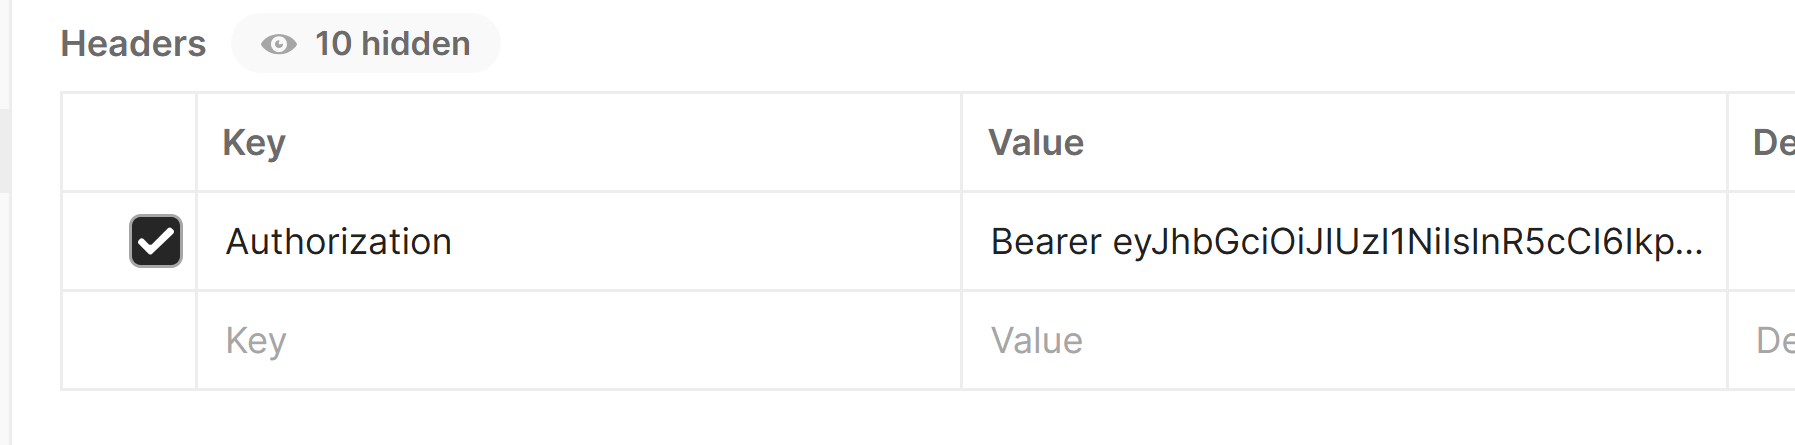 Headers 10 hidden
Key Value De
Authorization Bearer eyJhbGciOiJIUzI1NiIsInR5cCI6Ikp...
Key Value De